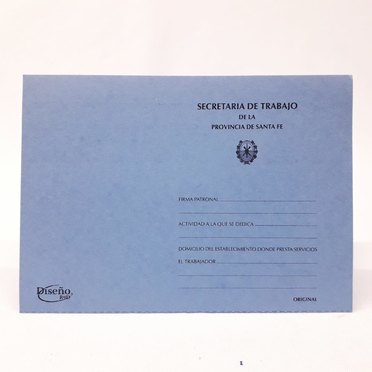 SECRETARIA DE TRABAJO
DE LA
PROVINCIA DE SANTA FE
FIRMA PATRONAL
ACTIVIDAD A LA QUE SE DEDICA
DOMICILIO DEL ESTABLECIMIENTO DONDE PRESTA SERVICIOS
EL TRABAJADOR
Diseño
ORIGINAL